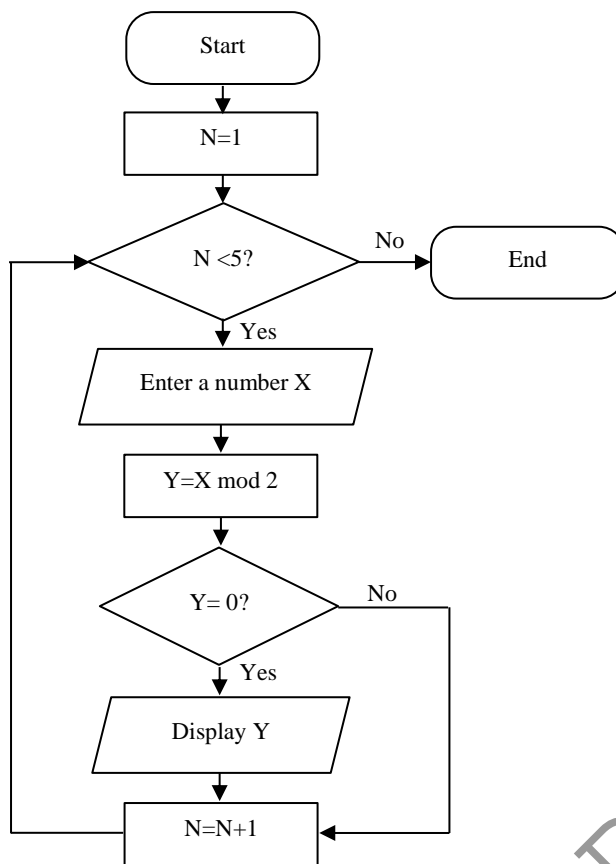 Start
N=1
N <5?
No
End
Yes
Enter a number X
Y=X mod 2
Y= 0?
No
Yes
Display Y
N=N+1